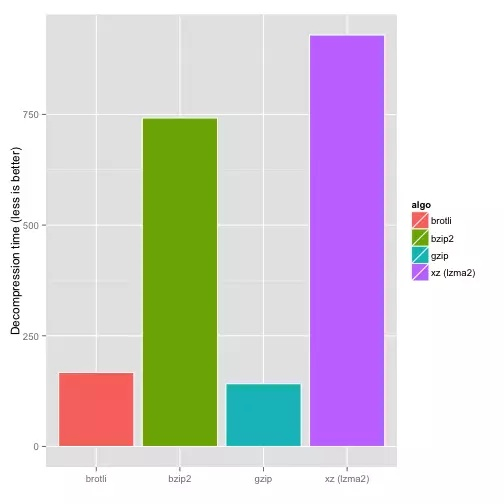 Decompression time (less is better)
750
500
250
0
brotli
bzip2
gzip
xz (lzma2)
algo
brotli
bzip2
gzip
xz (lzma2)